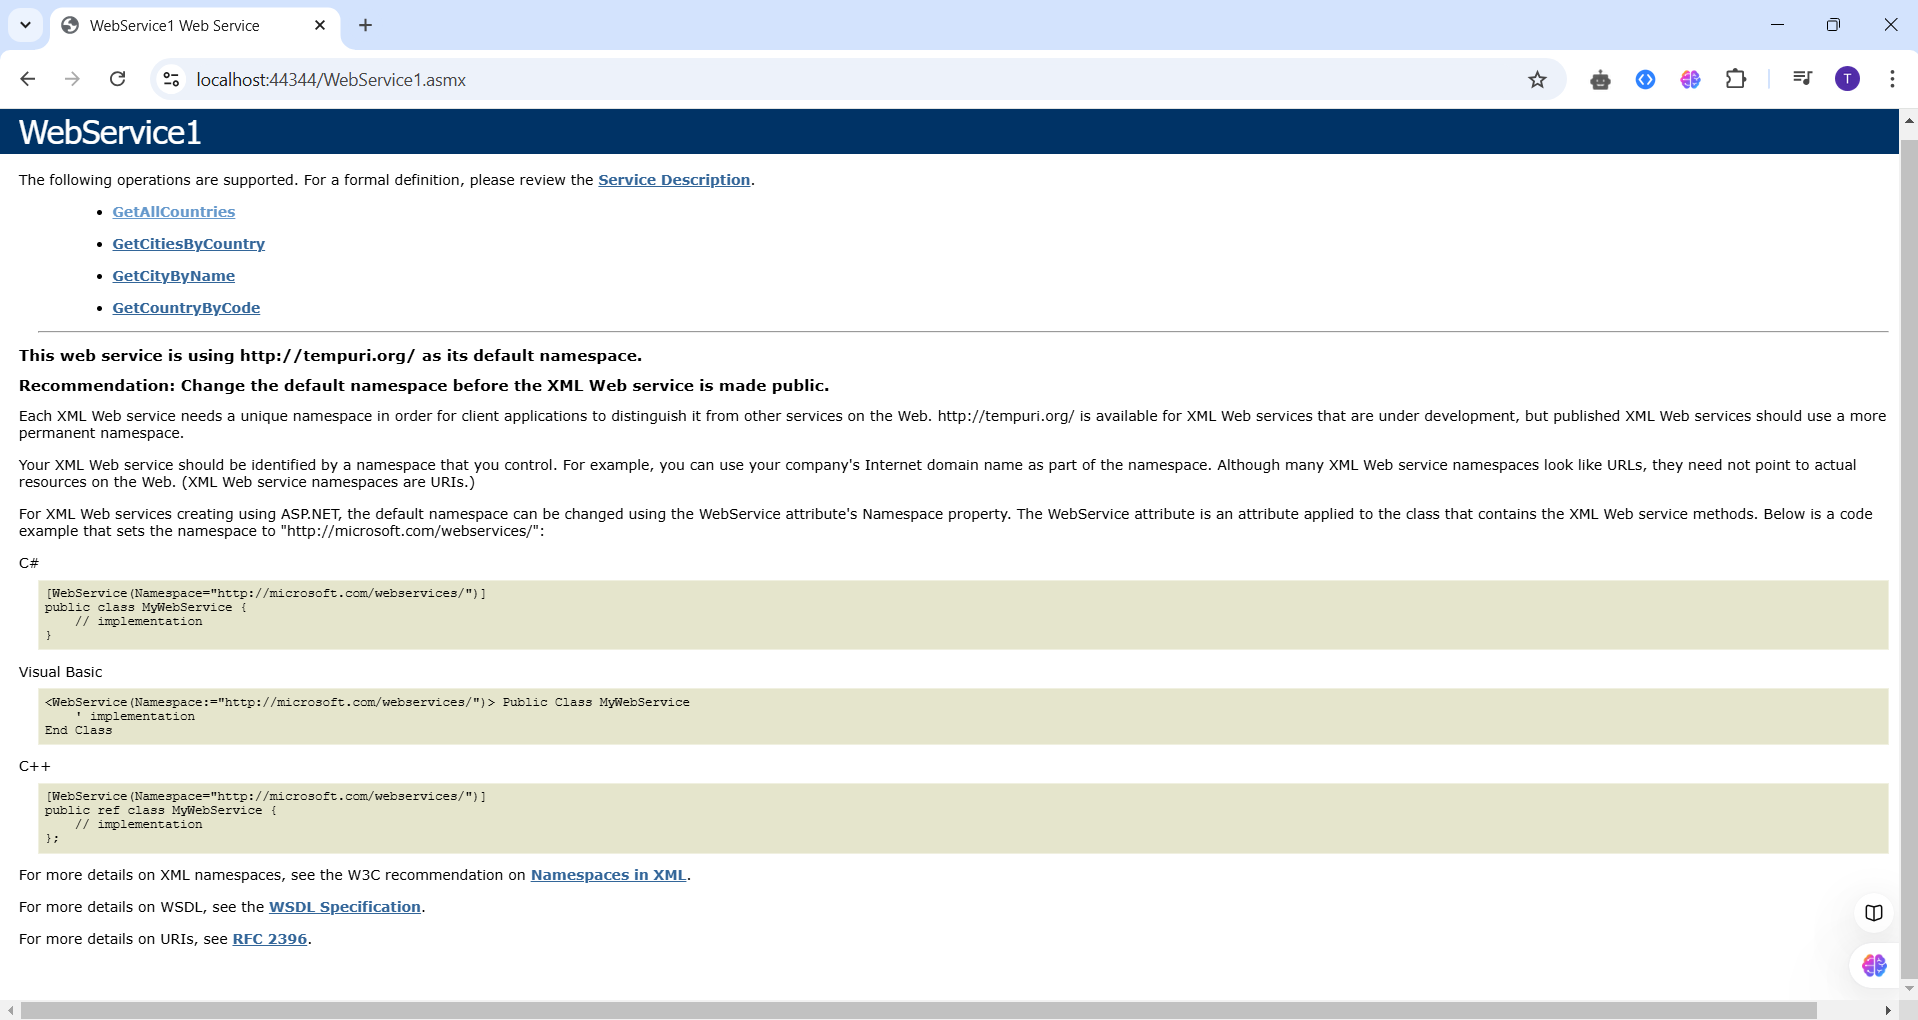 WebService1 Web Service
localhost:44344/WebService1.asmx
T
WebService1
The following operations are supported. For a formal definition, please review the Service Description.
GetAllCountries
GetCitiesByCountry
GetCityByName
GetCountryByCode
This web service is using http://tempuri.org/ as its default namespace.
Recommendation: Change the default namespace before the XML Web service is made public.
Each XML Web service needs a unique namespace in order for client applications to distinguish it from other services on the Web. http://tempuri.org/ is available for XML Web services that are under development, but published XML Web services should use a more
permanent namespace.
Your XML Web service should be identified by a namespace that you control. For example, you can use your company's Internet domain name as part of the namespace. Although many XML Web service namespaces look like URLs, they need not point to actual
resources on the Web. (XML Web service namespaces are URIs.)
For XML Web services creating using ASP.NET, the default namespace can be changed using the WebService attribute's Namespace property. The WebService attribute is an attribute applied to the class that contains the XML Web service methods. Below is a code
example that sets the namespace to "http://microsoft.com/webservices/":
C#
[WebService(Namespace="http://microsoft.com/webservices/")]
public class MyWebService {
    // implementation
}
Visual Basic
<WebService(Namespace:="http://microsoft.com/webservices/")> Public Class MyWebService
    ' implementation
End Class
C++
[WebService(Namespace="http://microsoft.com/webservices/")]
public ref class MyWebService {
    // implementation
};
For more details on XML namespaces, see the W3C recommendation on Namespaces in XML.
For more details on WSDL, see the WSDL Specification.
For more details on URIs, see RFC 2396.